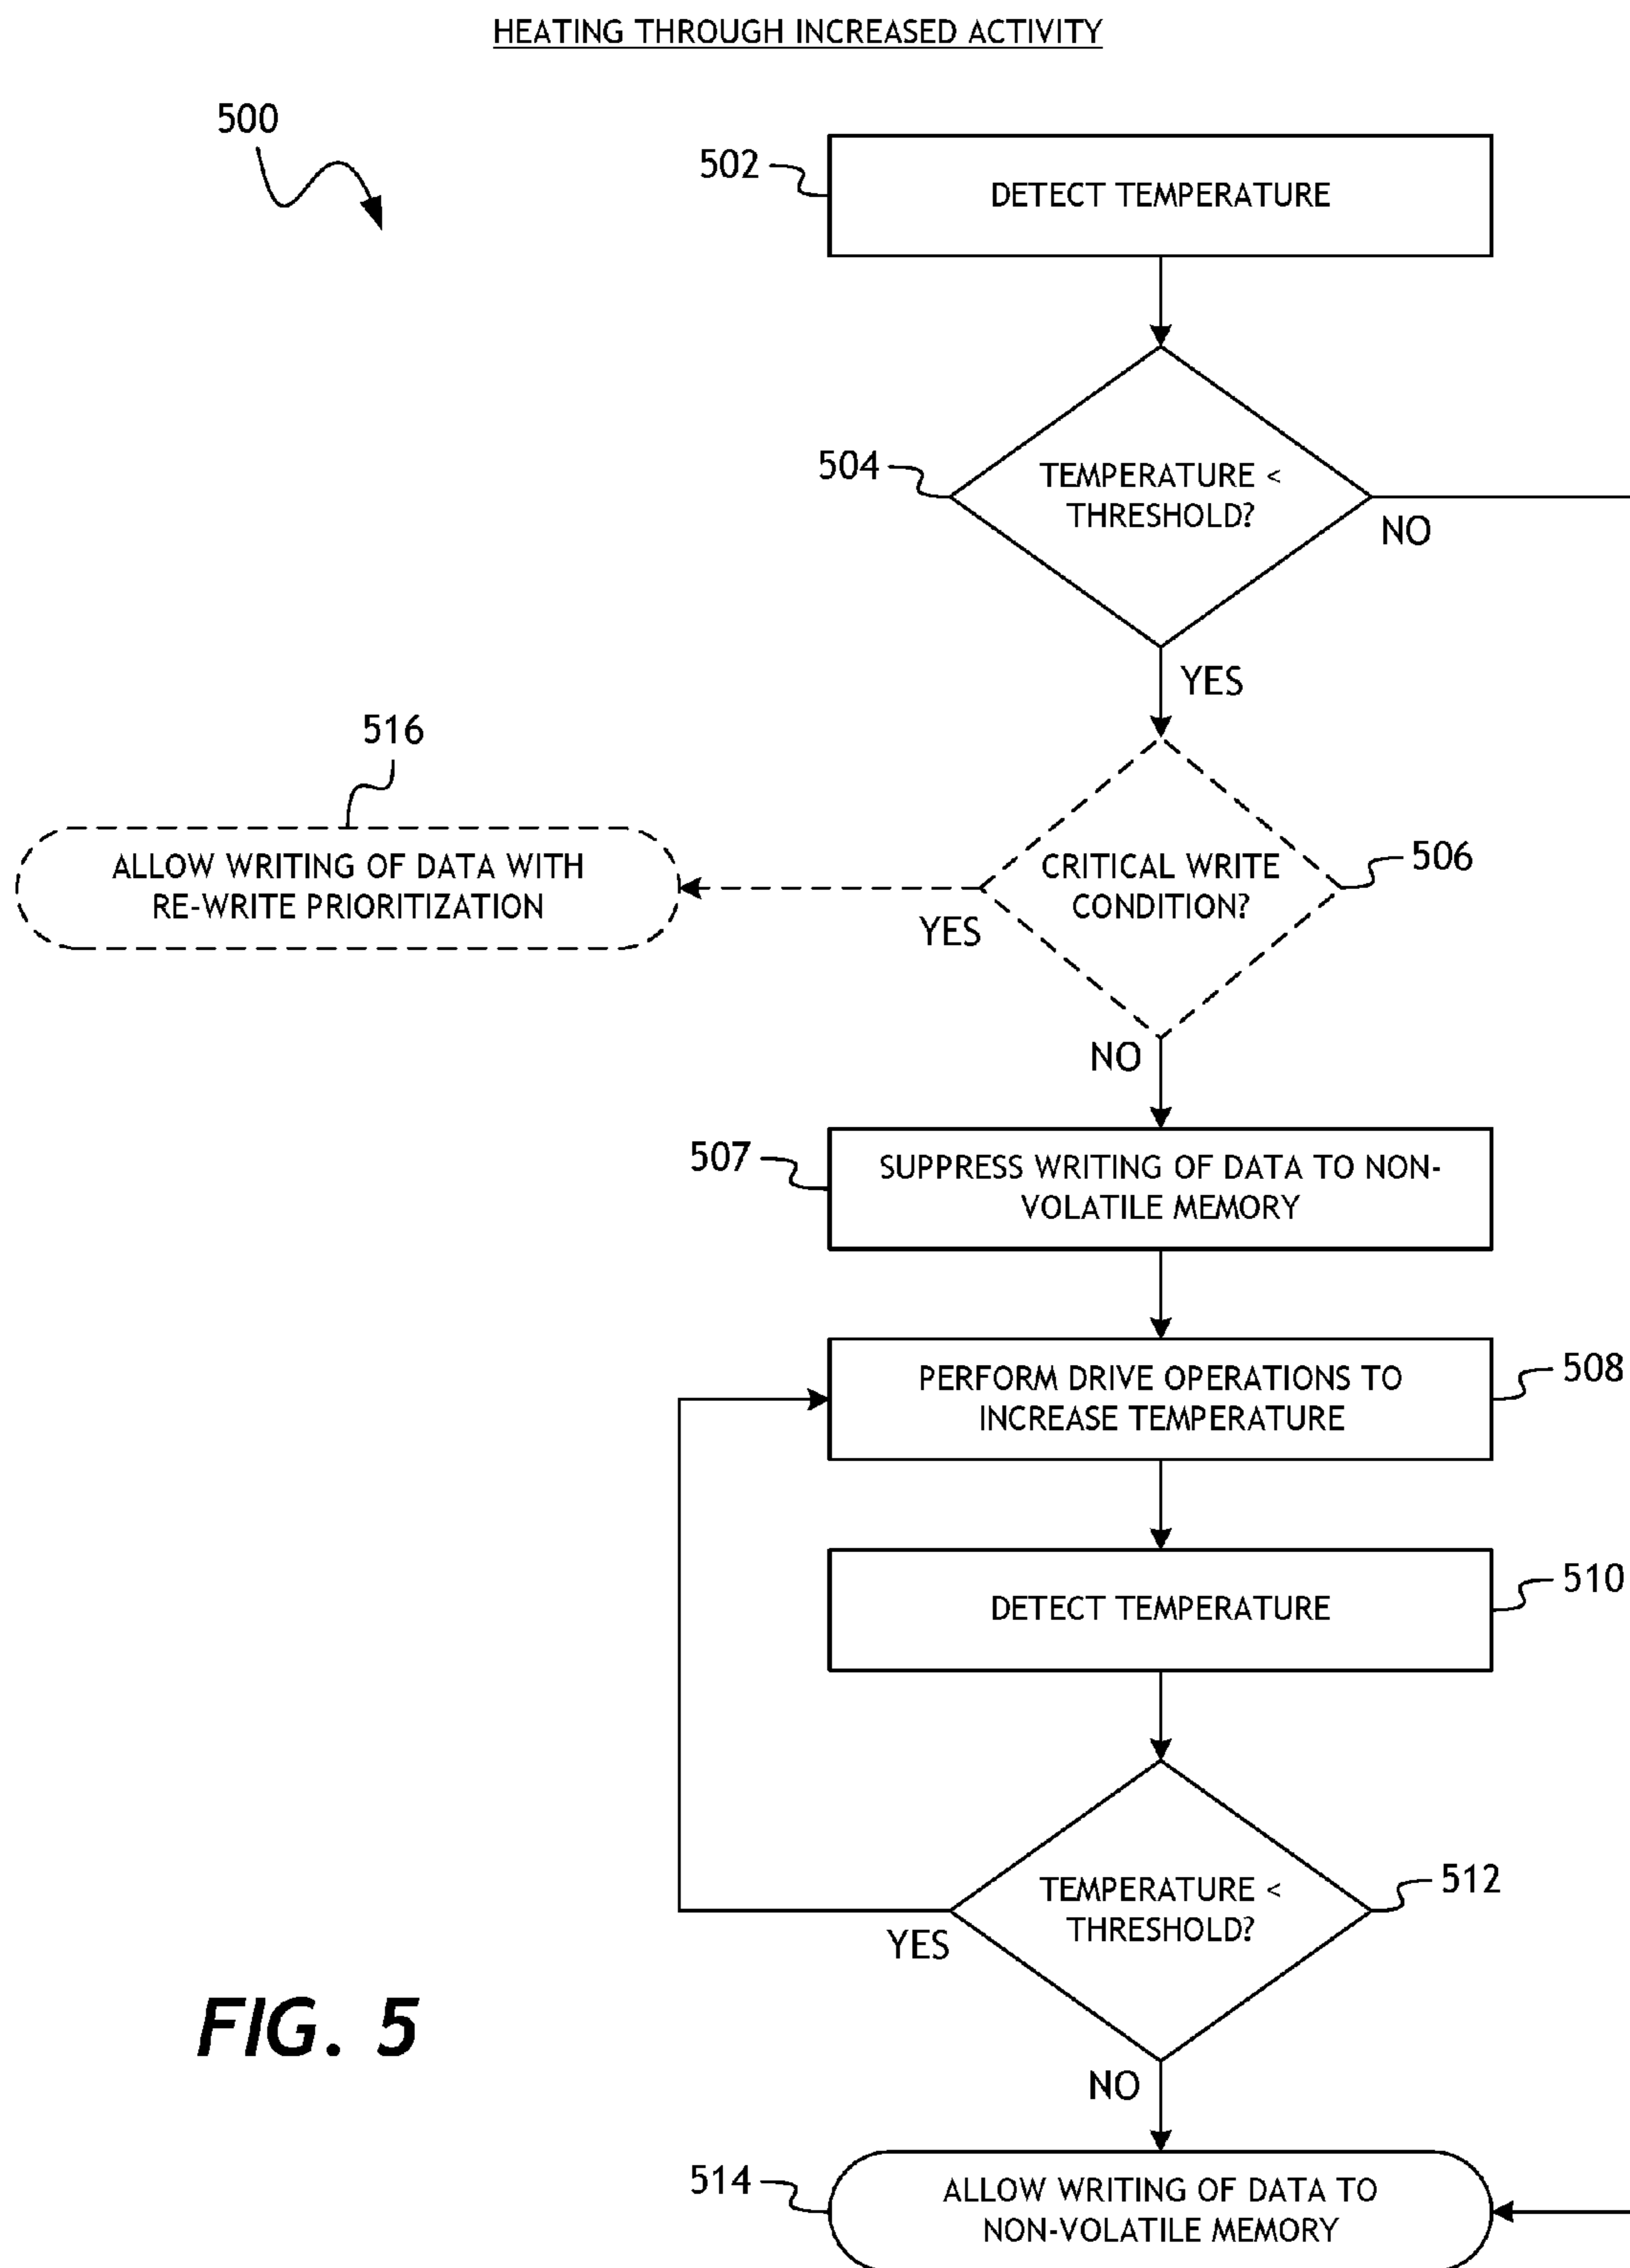 HEATING THROUGH INCREASED ACTIVITY
500
502
DETECT TEMPERATURE
504
TEMPERATURE <
THRESHOLD?
NO
YES
516
ALLOW WRITING OF DATA WITH
RE-WRITE PRIORITIZATION
YES
CRITICAL WRITE
CONDITION?
506
NO
507
SUPPRESS WRITING OF DATA TO NON-
VOLATILE MEMORY
PERFORM DRIVE OPERATIONS TO
INCREASE TEMPERATURE
508
DETECT TEMPERATURE
510
TEMPERATURE <
THRESHOLD?
512
YES
NO
FIG. 5
514
ALLOW WRITING OF DATA TO
NON-VOLATILE MEMORY